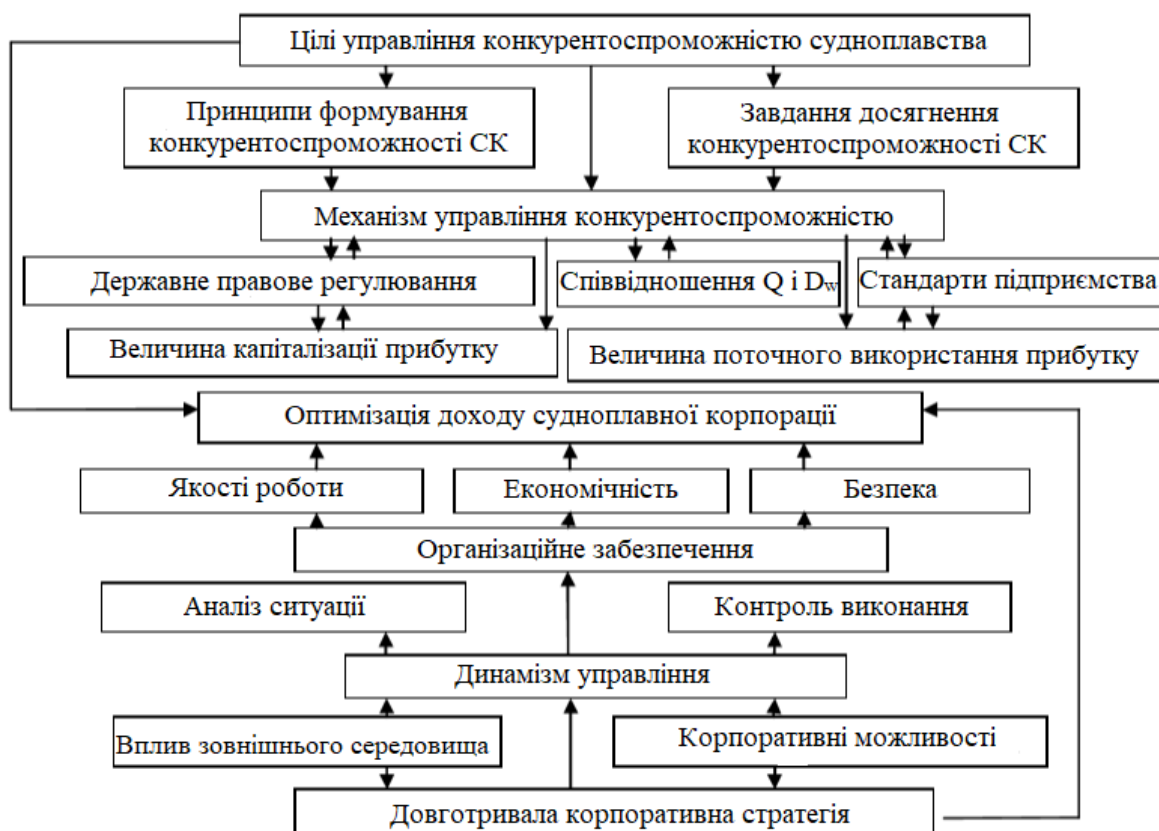 Цілі управління конкурентоспроможністю судноплавства
Принципи формування
конкурентоспроможності СК
Завдання досягнення
конкурентоспроможності СК
Механізм управління конкурентоспроможністю
Державне правове регулювання
Співвідношення Q і Dw
Стандарти підприємства
Величина капіталізації прибутку
Величина поточного використання прибутку
Оптимізація доходу судноплавної корпорації
Якості роботи
Економічність
Безпека
Організаційне забезпечення
Аналіз ситуації
Контроль виконання
Динамізм управління
Вплив зовнішнього середовища
Корпоративні можливості
Довготривала корпоративна стратегія